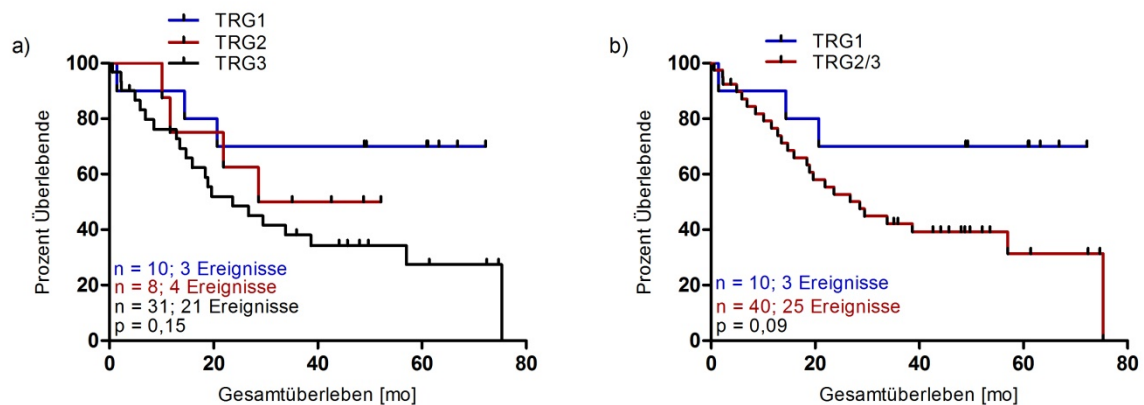 a)
TRG1
TRG2
TRG3
Prozent Überlebende
100
80
60
40
20
0
n = 10; 3 Ereignisse
n = 8; 4 Ereignisse
n = 31; 21 Ereignisse
p = 0,15
0 20 40 60 80
Gesamtüberleben [mo]
b)
TRG1
TRG2/3
Prozent Überlebende
100
80
60
40
20
0
n = 10; 3 Ereignisse
n = 40; 25 Ereignisse
p = 0,09
0 20 40 60 80
Gesamtüberleben [mo]